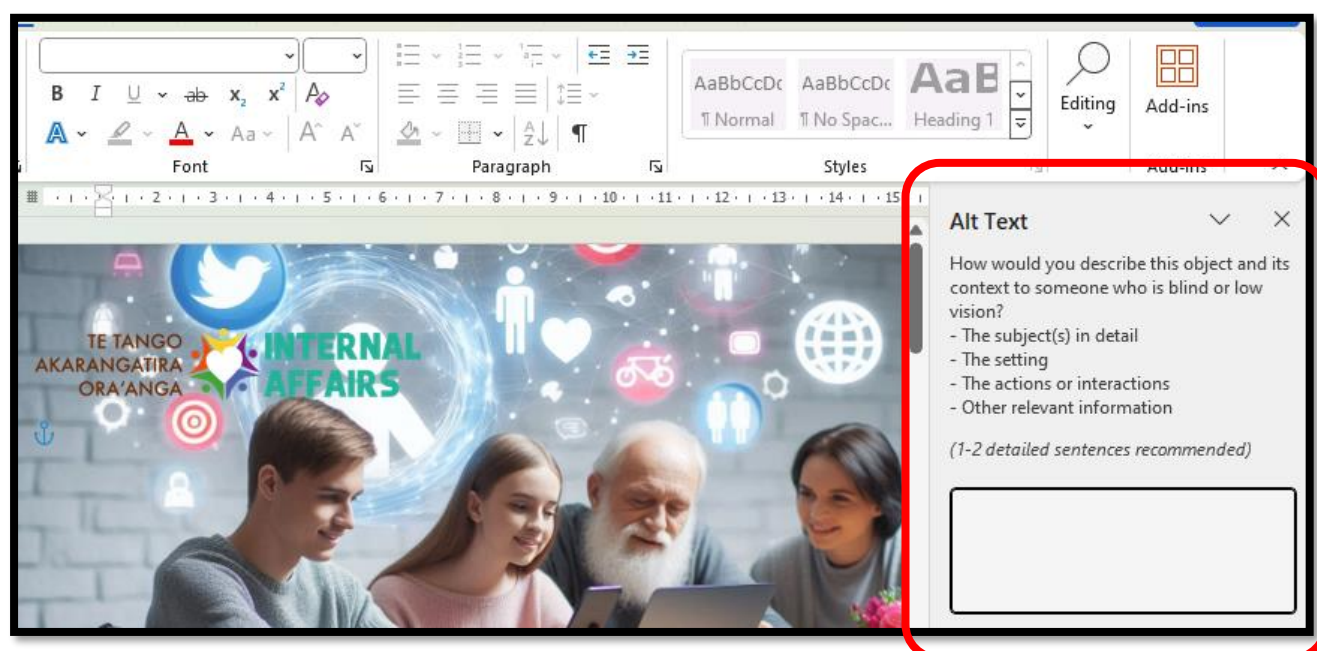 B I U ab x₂ x² A
A A Aa A^ A˅ A Z ¶
AaBbCcDc AaBbCcDc AaB
¶ Normal ¶ No Spac... Heading 1
Editing Add-ins
Font Paragraph Styles Add-ins
1 2 3 4 5 6 7 8 9 10 11 12 13 14 15
TE TANGO
AKARANGATIRA
ORA'ANGA
INTERNAL
AFFAIRS
Alt Text
How would you describe this object and its
context to someone who is blind or low
vision?
- The subject(s) in detail
- The setting
- The actions or interactions
- Other relevant information
(1-2 detailed sentences recommended)